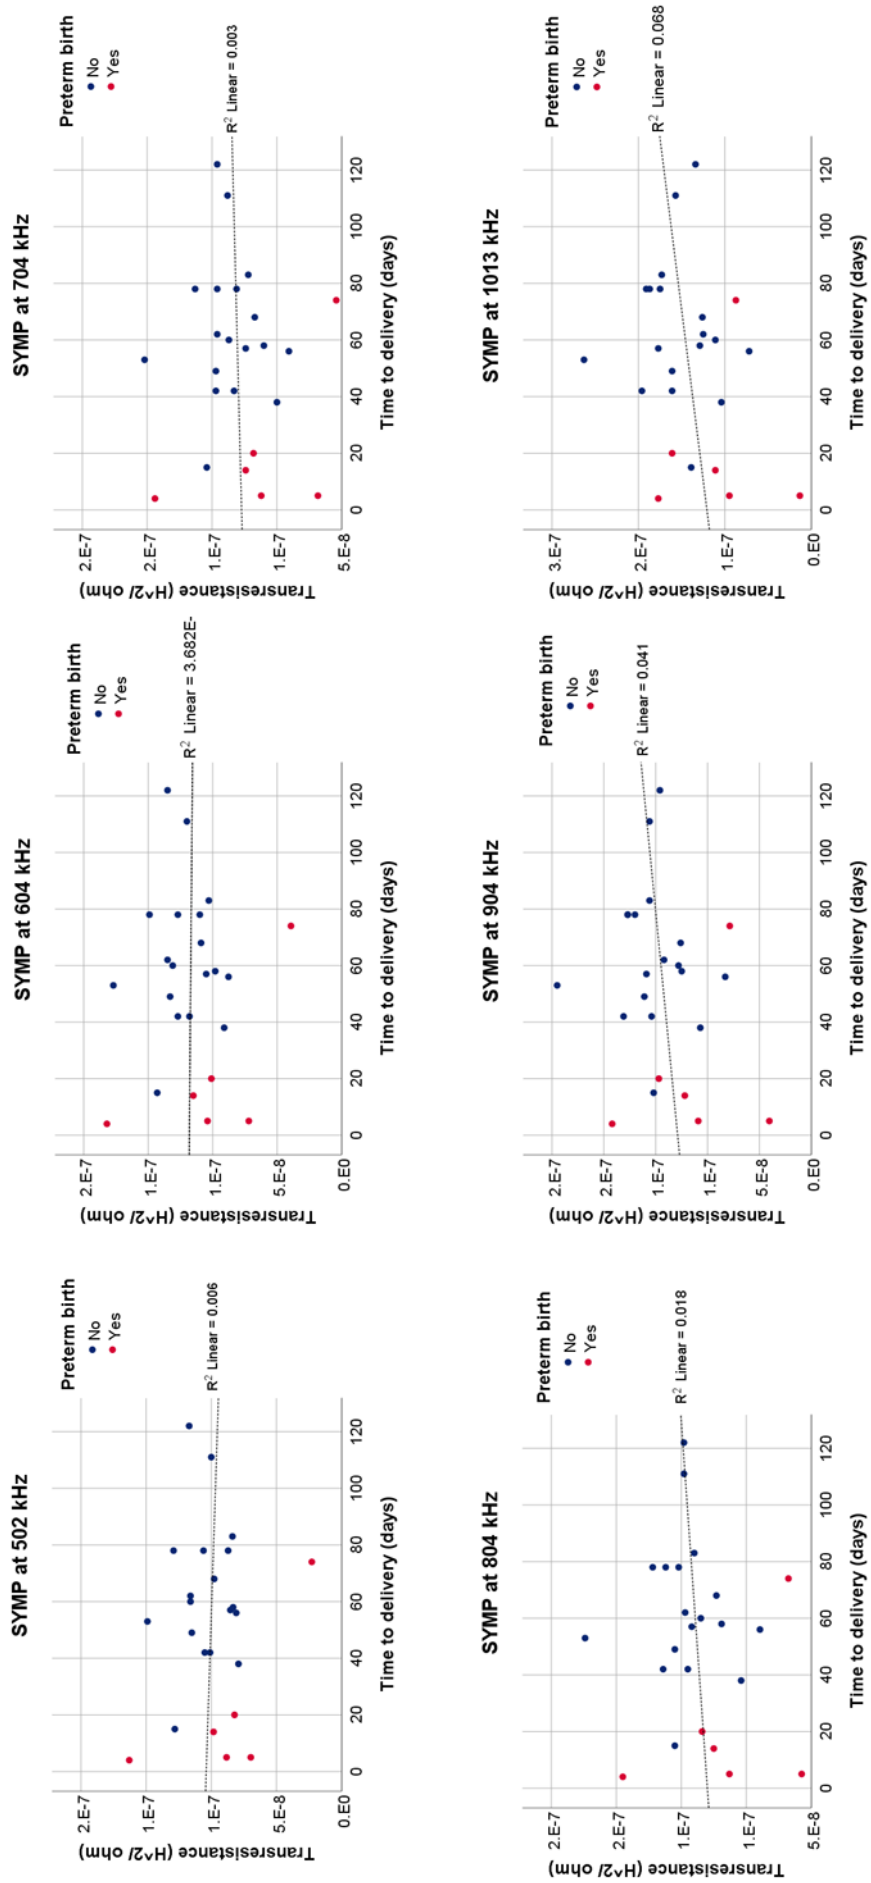 SYMP at 502 kHz
Preterm birth
No
Yes
R² Linear = 0.006
Transresistance (H^2/ ohm)
2.E-7
1.E-7
1.E-7
5.E-8
0.E0
0 20 40 60 80 100 120
Time to delivery (days)
SYMP at 604 kHz
Preterm birth
No
Yes
R² Linear = 3.682E-
Transresistance (H^2/ ohm)
2.E-7
1.E-7
1.E-7
5.E-8
0.E0
0 20 40 60 80 100 120
Time to delivery (days)
SYMP at 704 kHz
Preterm birth
No
Yes
R² Linear = 0.003
Transresistance (H^2/ ohm)
2.E-7
2.E-7
1.E-7
1.E-7
5.E-8
0 20 40 60 80 100 120
Time to delivery (days)
SYMP at 804 kHz
Preterm birth
No
Yes
R² Linear = 0.018
Transresistance (H^2/ ohm)
2.E-7
2.E-7
1.E-7
1.E-7
5.E-8
0 20 40 60 80 100 120
Time to delivery (days)
SYMP at 904 kHz
Preterm birth
No
Yes
R² Linear = 0.041
Transresistance (H^2/ ohm)
2.E-7
2.E-7
1.E-7
1.E-7
5.E-8
0.E0
0 20 40 60 80 100 120
Time to delivery (days)
SYMP at 1013 kHz
Preterm birth
No
Yes
R² Linear = 0.068
Transresistance (H^2/ ohm)
3.E-7
2.E-7
1.E-7
0.E0
0 20 40 60 80 100 120
Time to delivery (days)